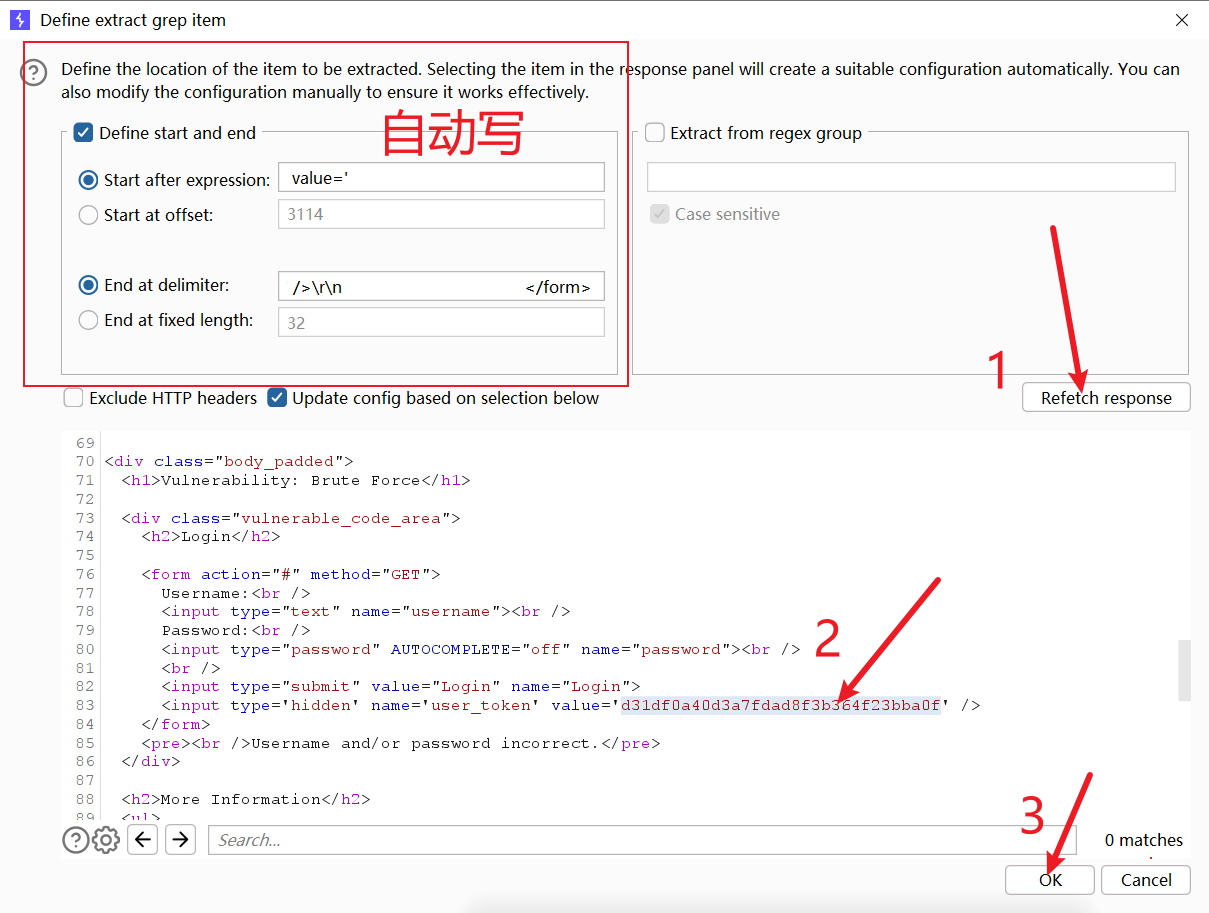 Define extract grep item
Define the location of the item to be extracted. Selecting the item in the response panel will create a suitable configuration automatically. You can
also modify the configuration manually to ensure it works effectively.
自动写
Define start and end
Start after expression:
value='
Start at offset:
3114
End at delimiter:
/>\r\n </form>
End at fixed length:
32
Extract from regex group
Case sensitive
1
Exclude HTTP headers
Update config based on selection below
Refetch response
69
70 <div class="body_padded">
71 <h1>Vulnerability: Brute Force</h1>
72
73 <div class="vulnerable_code_area">
74 <h2>Login</h2>
75
76 <form action="#" method="GET">
77 Username:<br />
78 <input type="text" name="username"><br />
79 Password:<br />
80 <input type="password" AUTOCOMPLETE="off" name="password"><br />
81 <br />
82 <input type="submit" value="Login" name="Login">
83 <input type='hidden' name='user_token' value='d31df0a40d3a7fdad8f3b364f23bba0f' />
84 </form>
85 <pre><br />Username and/or password incorrect.</pre>
86 </div>
87
88 <h2>More Information</h2>
89 <ul>
2
3
Search...
0 matches
OK
Cancel